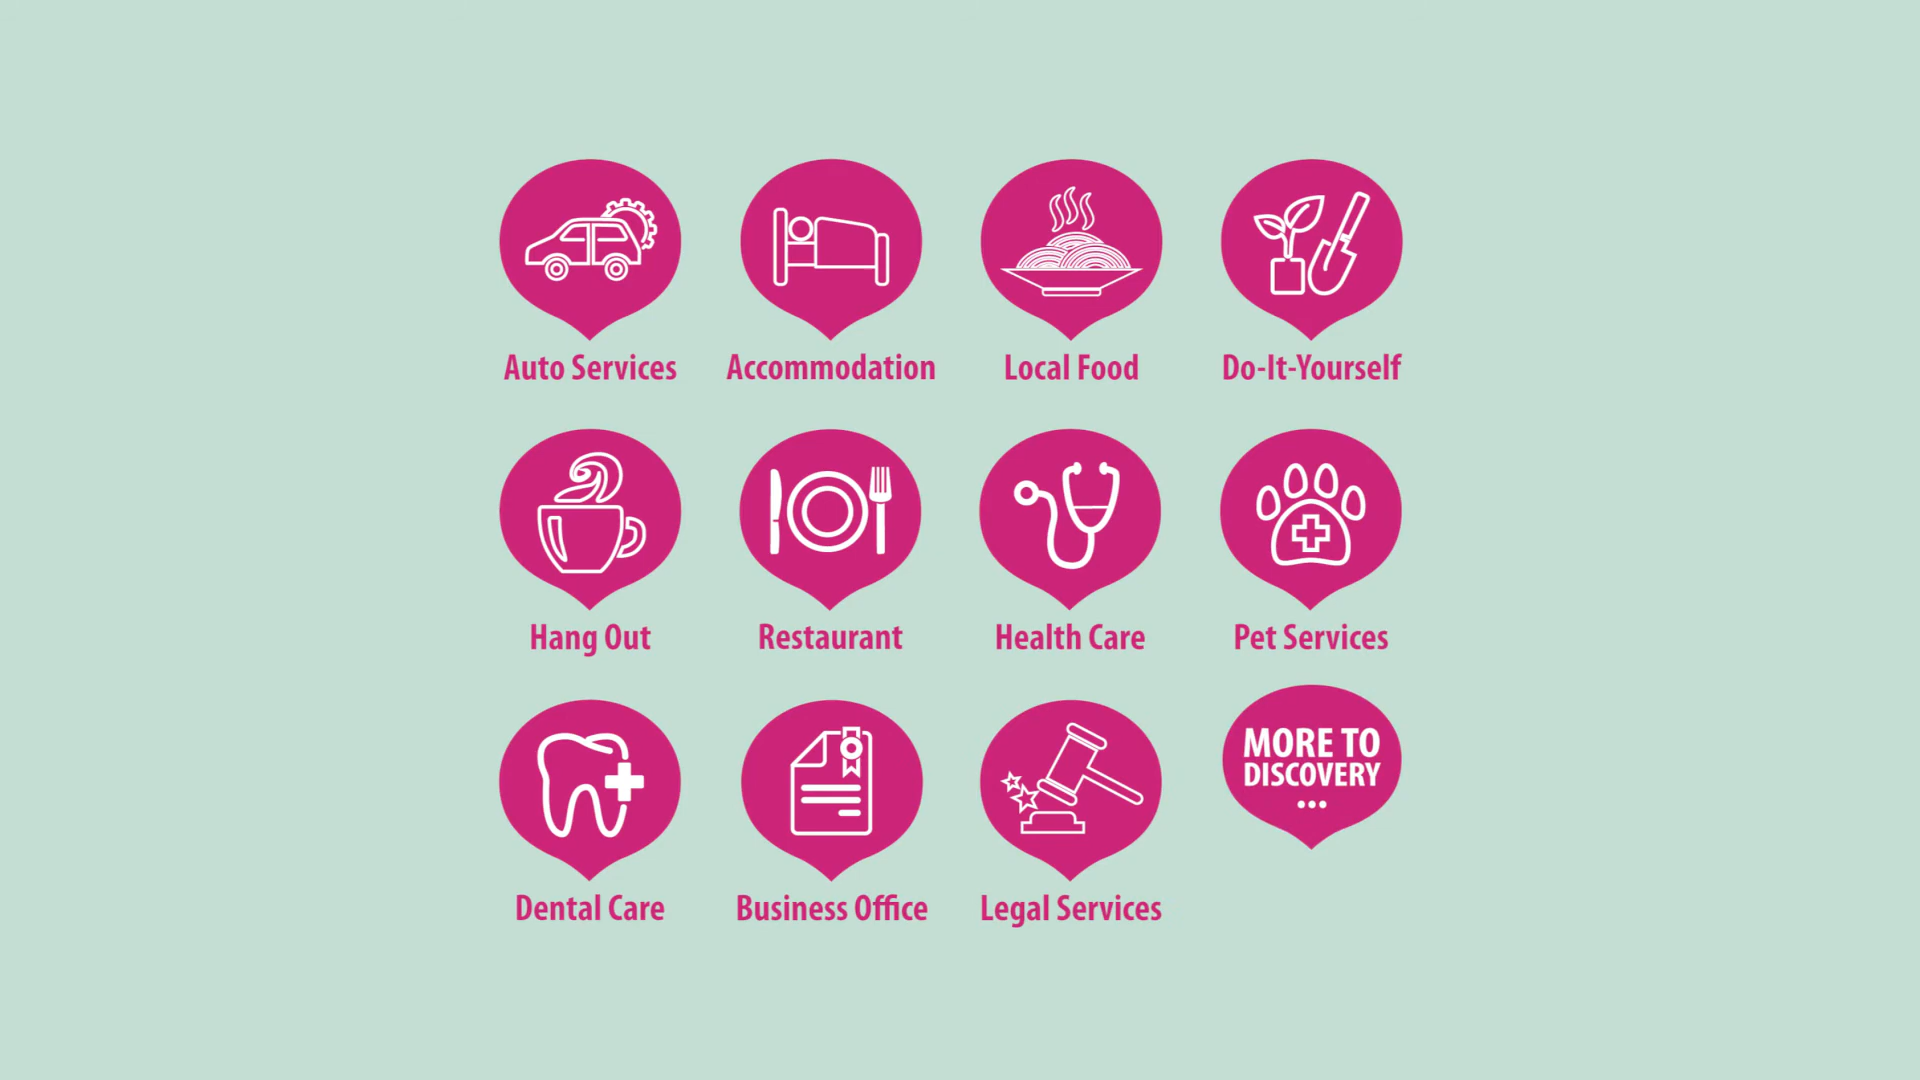 Auto Services
Accommodation
Local Food
Do-It-Yourself
Hang Out
Restaurant
Health Care
Pet Services
MORE TO
DISCOVERY
...
Dental Care
Business Office
Legal Services